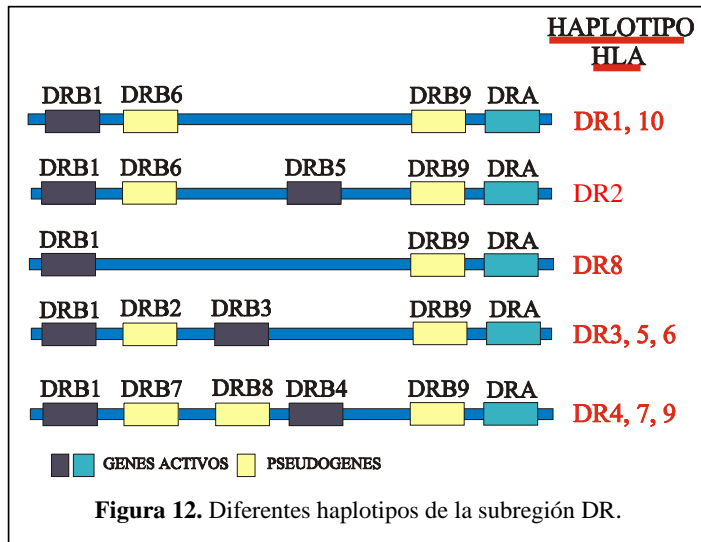 HAPLOTIPO
HLA
DRB1 DRB6 DRB9 DRA
DR1, 10
DRB1 DRB6 DRB5 DRB9 DRA
DR2
DRB1 DRB9 DRA
DR8
DRB1 DRB2 DRB3 DRB9 DRA
DR3, 5, 6
DRB1 DRB7 DRB8 DRB4 DRB9 DRA
DR4, 7, 9
GENES ACTIVOS PSEUDOGENES
Figura 12. Diferentes haplotipos de la subregión DR.